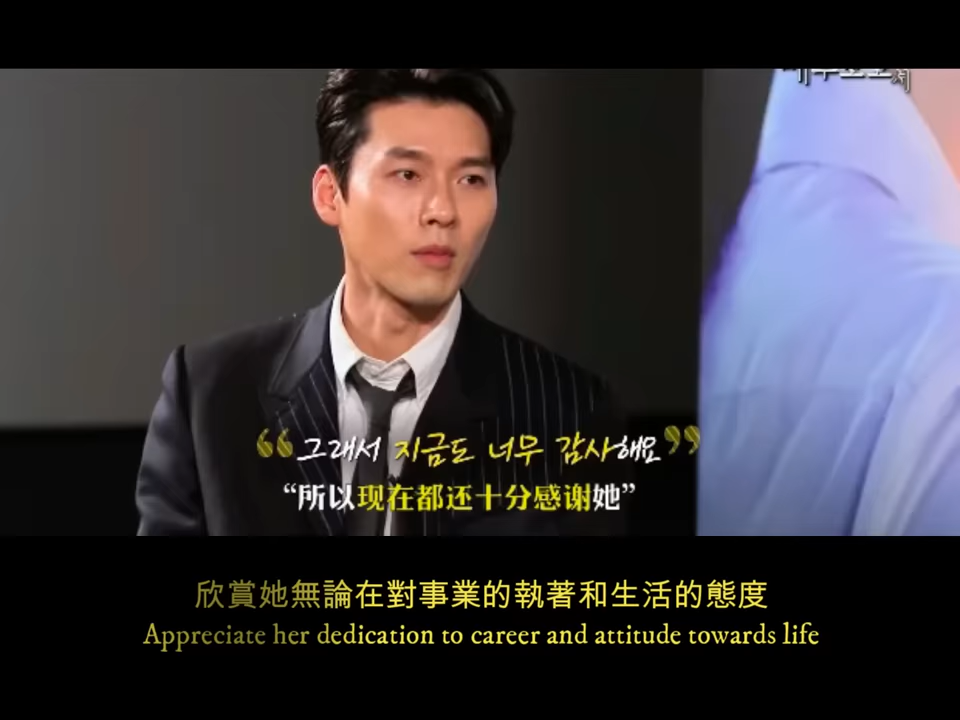 “그래서 지금도 너무 감사해요”
“所以现在都还十分感谢她”
欣賞她無論在對事業的執著和生活的態度
Appreciate her dedication to career and attitude towards life